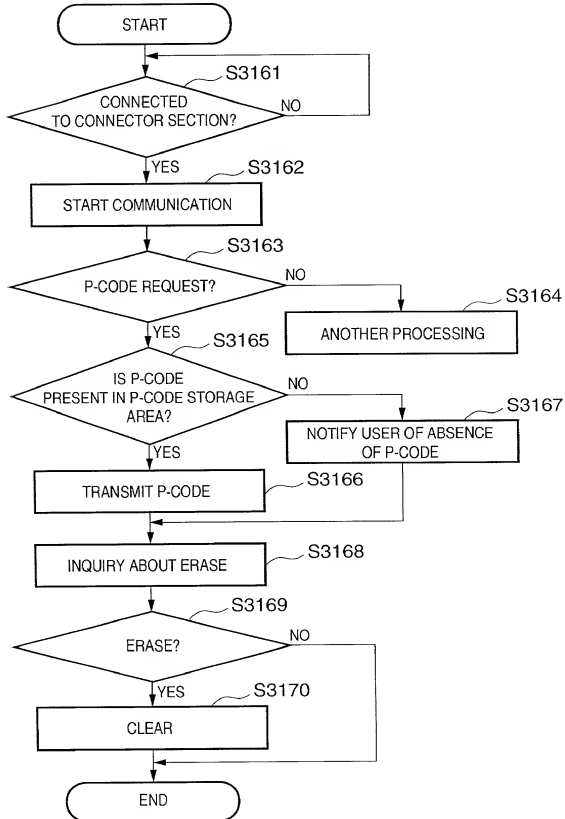 START
S3161
CONNECTED
TO CONNECTOR SECTION?
NO
YES
S3162
START COMMUNICATION
S3163
P-CODE REQUEST?
NO
S3164
YES
ANOTHER PROCESSING
S3165
IS P-CODE
PRESENT IN P-CODE STORAGE
AREA?
NO
S3167
NOTIFY USER OF ABSENCE
OF P-CODE
YES
S3166
TRANSMIT P-CODE
S3168
INQUIRY ABOUT ERASE
S3169
ERASE?
NO
YES
S3170
CLEAR
END